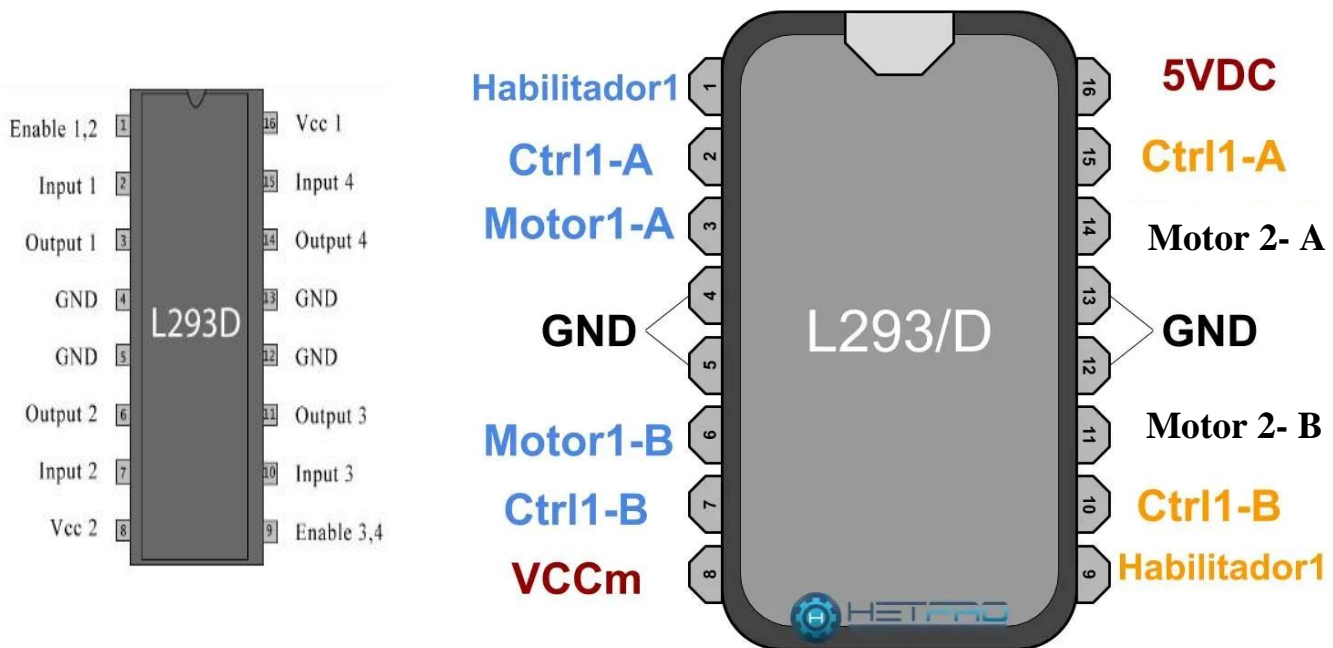 Enable 1,2 1
Input 1 2
Output 1 3
GND 4
GND 5
Output 2 6
Input 2 7
Vcc 2 8
L293D
16 Vcc 1
15 Input 4
14 Output 4
13 GND
12 GND
11 Output 3
10 Input 3
9 Enable 3,4
Habilitador1 1
Ctrl1-A 2
Motor1-A 3
4
GND
5
Motor1-B 6
Ctrl1-B 7
VCCm 8
L293/D
HETPRO
16 5VDC
15 Ctrl1-A
14 Motor 2- A
13
GND
12
11 Motor 2- B
10 Ctrl1-B
9 Habilitador1